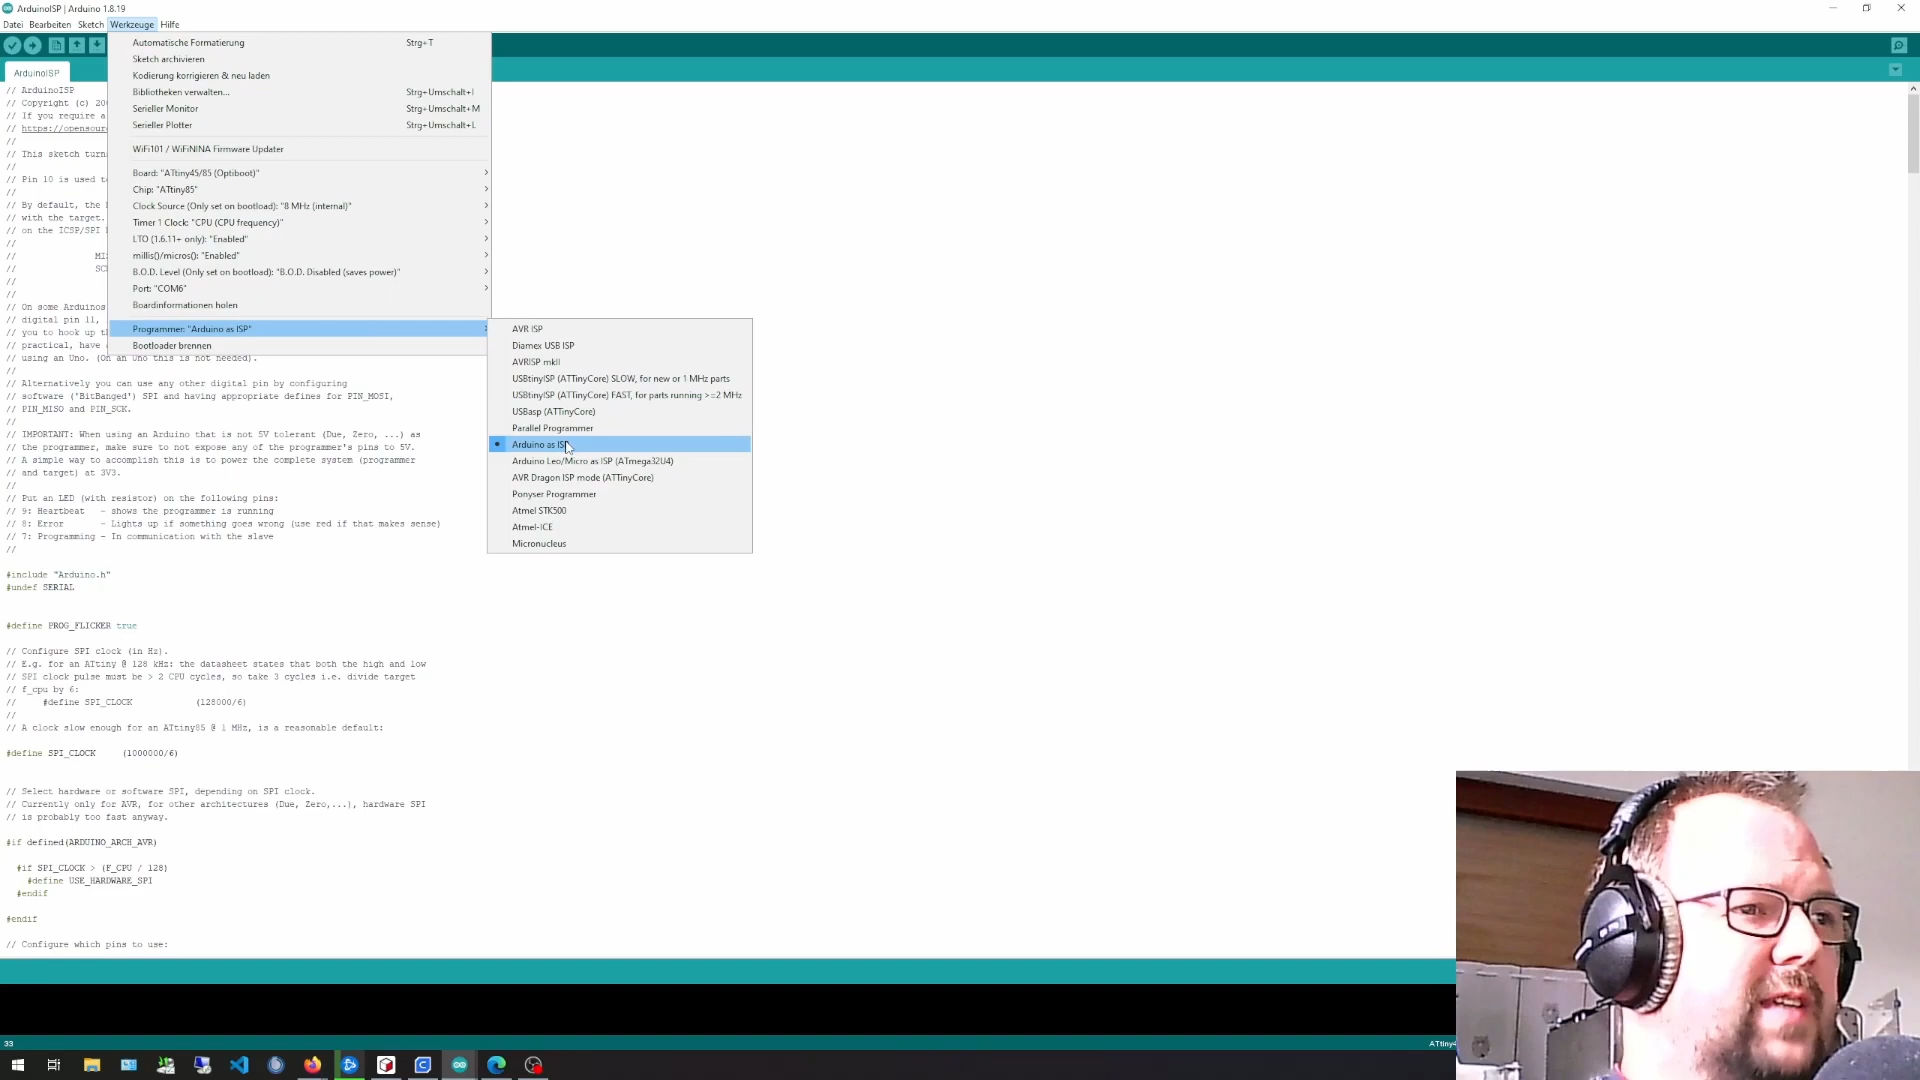 ArduinoISP | Arduino 1.8.19
Datei Bearbeiten Sketch Werkzeuge Hilfe
Automatische Formatierung Strg+T
Sketch archivieren
Kodierung korrigieren & neu laden
Bibliotheken verwalten... Strg+Umschalt+I
Serieller Monitor Strg+Umschalt+M
Serieller Plotter Strg+Umschalt+L
WiFi101 / WiFiNINA Firmware Updater
Board: "ATtiny45/85 (Optiboot)"
Chip: "ATtiny85"
Clock Source (Only set on bootload): "8 MHz (internal)"
Timer 1 Clock: "CPU (CPU frequency)"
LTO (1.6.11+ only): "Enabled"
millis()/micros(): "Enabled"
B.O.D. Level (Only set on bootload): "B.O.D. Disabled (saves power)"
Port: "COM6"
Boardinformationen holen
Programmer: "Arduino as ISP"
Bootloader brennen
AVR ISP
Diamex USB ISP
AVRISP mkII
USBtinyISP (ATTinyCore) SLOW, for new or 1 MHz parts
USBtinyISP (ATTinyCore) FAST, for parts running >=2 MHz
USBasp (ATTinyCore)
Parallel Programmer
Arduino as ISP
Arduino Leo/Micro as ISP (ATmega32U4)
AVR Dragon ISP mode (ATTinyCore)
Ponyser Programmer
Atmel STK500
Atmel-ICE
Micronucleus
ArduinoISP
// ArduinoISP
// Copyright (c)
// If you require a
//
//
// This sketch
//
// Pin 10 is used
//
// By default, the
// with the target.
// on the ICSP/SPI
//
//
//
//
//
// On some Arduinos
// digital pin 11,
// you to hook up
// practical, have
// using an Uno. (On an Uno this is not needed).
//
// Alternatively you can use any other digital pin by configuring
// software ('BitBanged') SPI and having appropriate defines for PIN_MOSI,
// PIN_MISO and PIN_SCK.
//
// IMPORTANT: When using an Arduino that is not 5V tolerant (Due, Zero, ...) as
// the programmer, make sure to not expose any of the programmer's pins to 5V.
// A simple way to accomplish this is to power the complete system (programmer
// and target) at 3V3.
//
// Put an LED (with resistor) on the following pins:
// 9: Heartbeat - shows the programmer is running
// 8: Error - Lights up if something goes wrong (use red if that makes sense)
// 7: Programming - In communication with the slave
//
#include "Arduino.h"
#undef SERIAL
#define PROG_FLICKER true
// Configure SPI clock (in Hz).
// E.g. for an ATtiny @ 128 kHz: the datasheet states that both the high and low
// SPI clock pulse must be > 2 CPU cycles, so take 3 cycles i.e. divide target
// f_cpu by 6:
// #define SPI_CLOCK (128000/6)
//
// A clock slow enough for an ATtiny85 @ 1 MHz, is a reasonable default:
#define SPI_CLOCK (1000000/6)
// Select hardware or software SPI, depending on SPI clock.
// Currently only for AVR, for other architectures (Due, Zero,...), hardware SPI
// is probably too fast anyway.
#if defined(ARDUINO_ARCH_AVR)
#if SPI_CLOCK > (F_CPU / 128)
#define USE_HARDWARE_SPI
#endif
#endif
// Configure which pins to use:
33